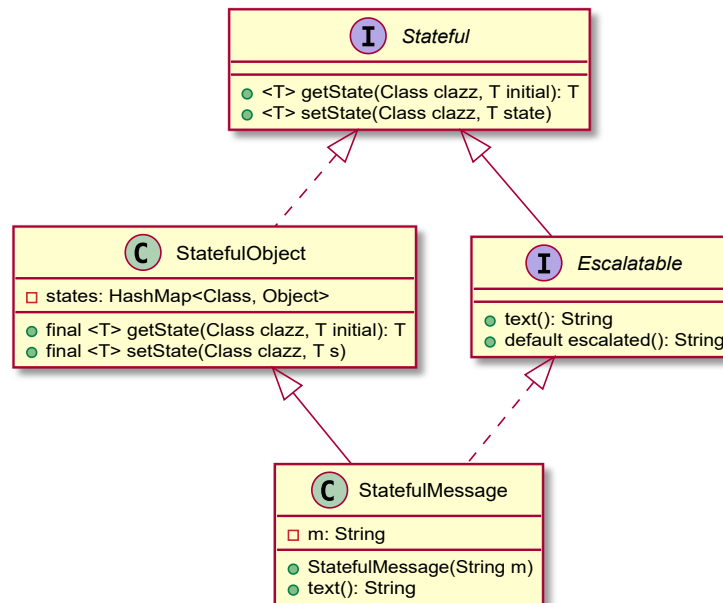 I Stateful
<T> getState(Class clazz, T initial): T
<T> setState(Class clazz, T state)
C StatefulObject
states: HashMap<Class, Object>
final <T> getState(Class clazz, T initial): T
final <T> setState(Class clazz, T s)
I Escalatable
text(): String
default escalated(): String
C StatefulMessage
m: String
StatefulMessage(String m)
text(): String